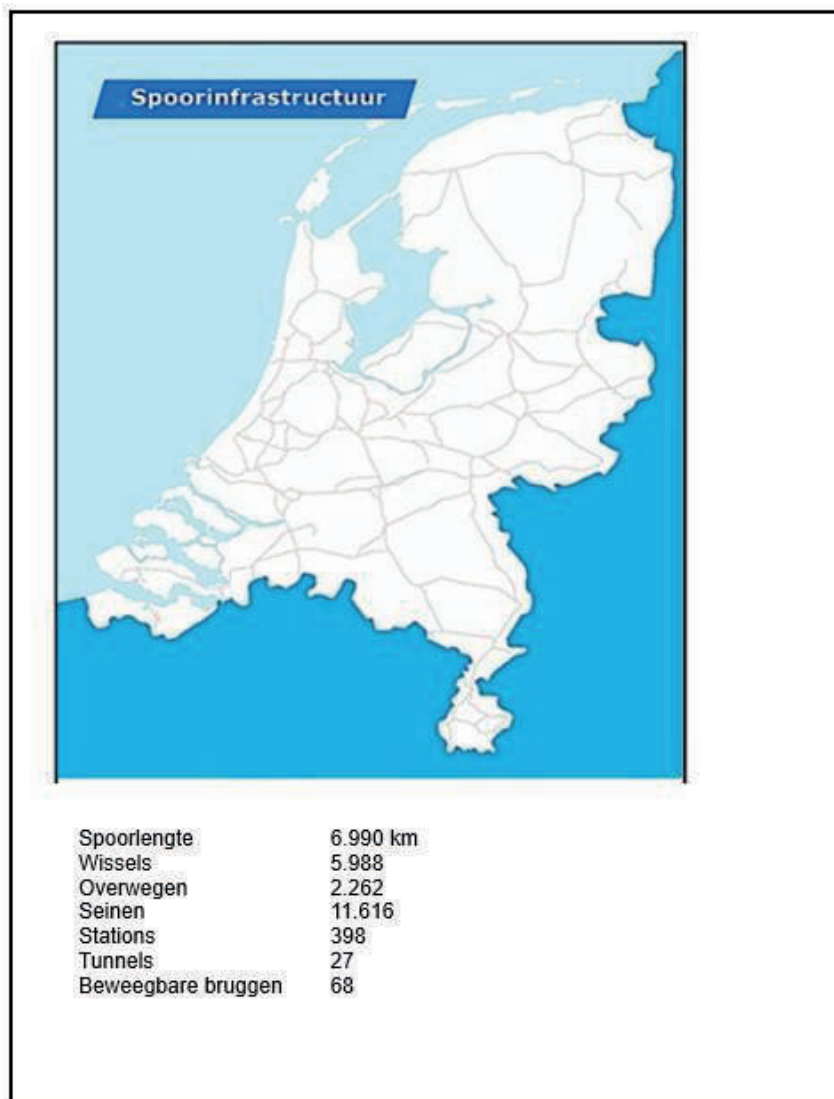 Spoorinfrastructuur
Spoorlengte 6.990 km
Wissels 5.988
Overwegen 2.262
Seinen 11.616
Stations 398
Tunnels 27
Beweegbare bruggen 68